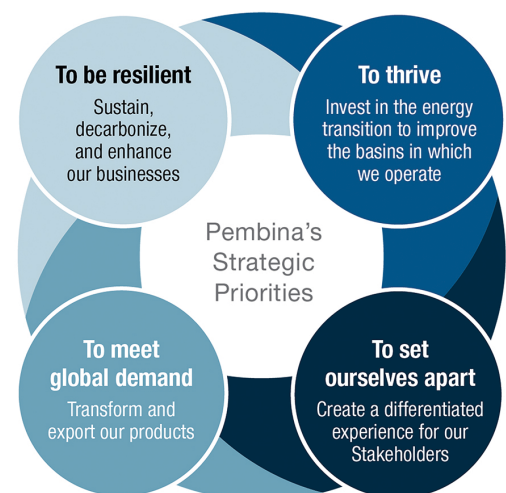 To be resilient
Sustain,
decarbonize,
and enhance
our businesses
To thrive
Invest in the energy
transition to improve
the basins in which
we operate
Pembina’s
Strategic
Priorities
To meet
global demand
Transform and
export our products
To set
ourselves apart
Create a differentiated
experience for our
Stakeholders